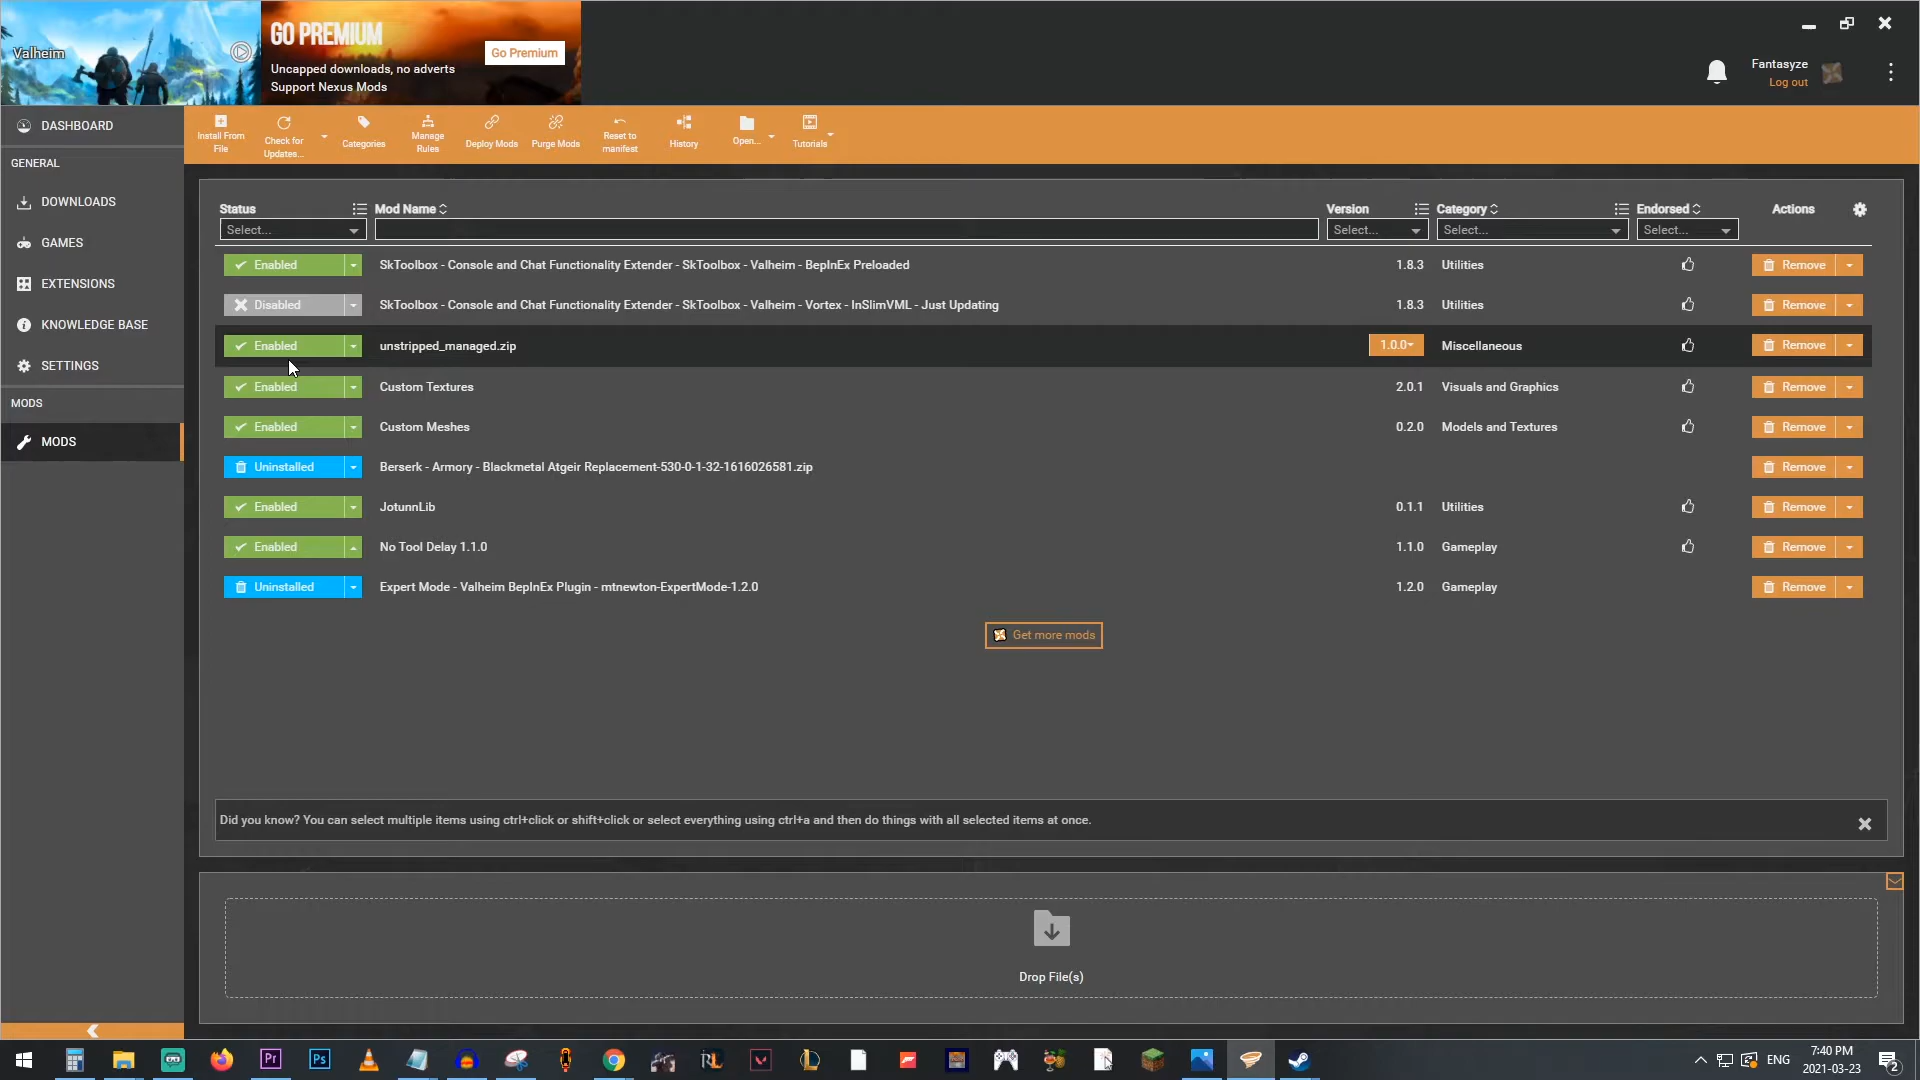 Valheim
GO PREMIUM
Uncapped downloads, no adverts
Support Nexus Mods
Go Premium
Fantasyze
Log out
DASHBOARD
GENERAL
DOWNLOADS
GAMES
EXTENSIONS
KNOWLEDGE BASE
SETTINGS
MODS
MODS
Install From File
Check for Updates...
Categories
Manage Rules
Deploy Mods
Purge Mods
Reset to manifest
History
Open...
Tutorials
Status Mod Name Version Category Endorsed Actions
Select... Select... Select... Select...
Enabled SkToolbox - Console and Chat Functionality Extender - SkToolbox - Valheim - BepInEx Preloaded 1.8.3 Utilities Remove
Disabled SkToolbox - Console and Chat Functionality Extender - SkToolbox - Valheim - Vortex - InSlimVML - Just Updating 1.8.3 Utilities Remove
Enabled unstripped_managed.zip 1.0.0 Miscellaneous Remove
Enabled Custom Textures 2.0.1 Visuals and Graphics Remove
Enabled Custom Meshes 0.2.0 Models and Textures Remove
Uninstalled Berserk - Armory - Blackmetal Atgeir Replacement-530-0-1-32-1616026581.zip Remove
Enabled JotunnLib 0.1.1 Utilities Remove
Enabled No Tool Delay 1.1.0 1.1.0 Gameplay Remove
Uninstalled Expert Mode - Valheim BepInEx Plugin - mtnewton-ExpertMode-1.2.0 1.2.0 Gameplay Remove
Get more mods
Did you know? You can select multiple items using ctrl+click or shift+click or select everything using ctrl+a and then do things with all selected items at once.
Drop File(s)
Pr
Ps
RL
ENG
7:40 PM
2021-03-23
2